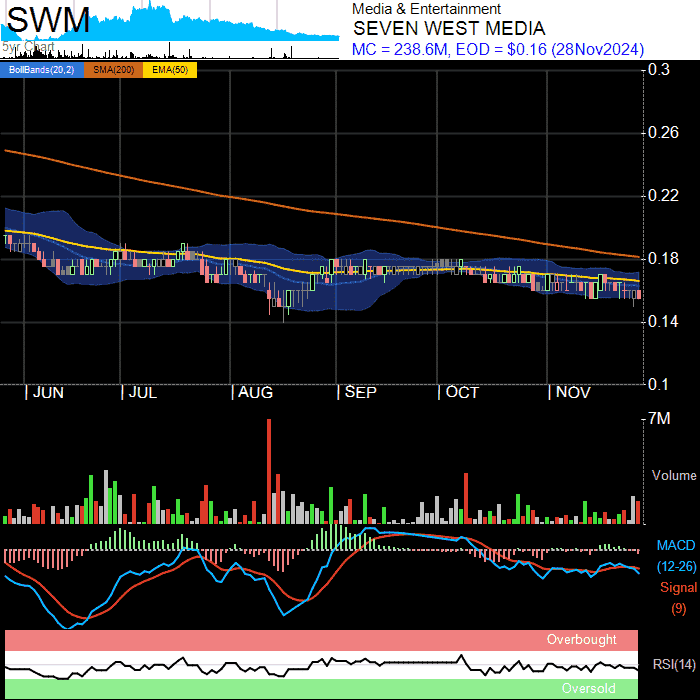 SWM
5yr Chart
Media & Entertainment
SEVEN WEST MEDIA
MC = 238.6M, EOD = $0.16 (28Nov2024)
BollBands(20,2) SMA(200) EMA(50)
0.3
0.26
0.22
0.18
0.14
0.1
JUN JUL AUG SEP OCT NOV
7M
Volume
MACD
(12-26)
Signal
(9)
Overbought
RSI(14)
Oversold